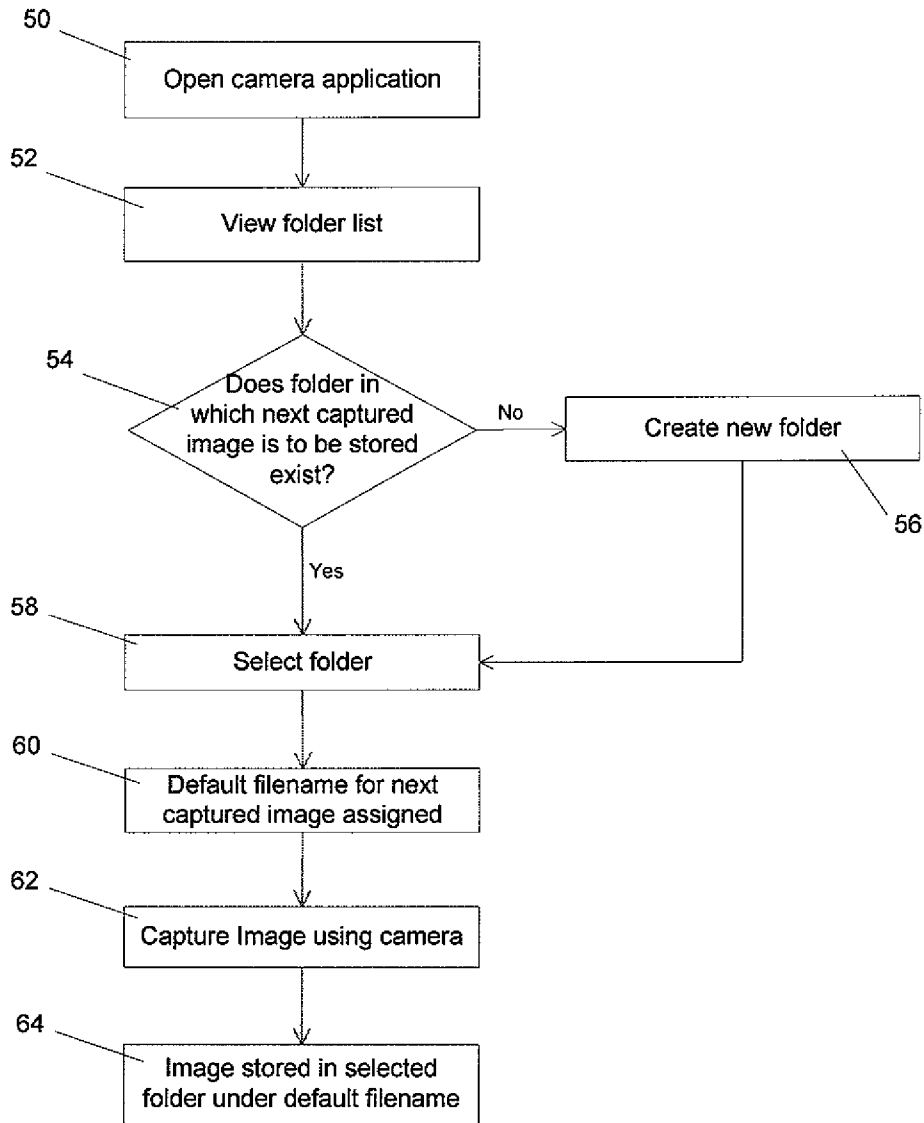 50
Open camera application
52
View folder list
54
Does folder in
which next captured
image is to be stored
exist?
No
Create new folder
56
Yes
58
Select folder
60
Default filename for next
captured image assigned
62
Capture Image using camera
64
Image stored in selected
folder under default filename